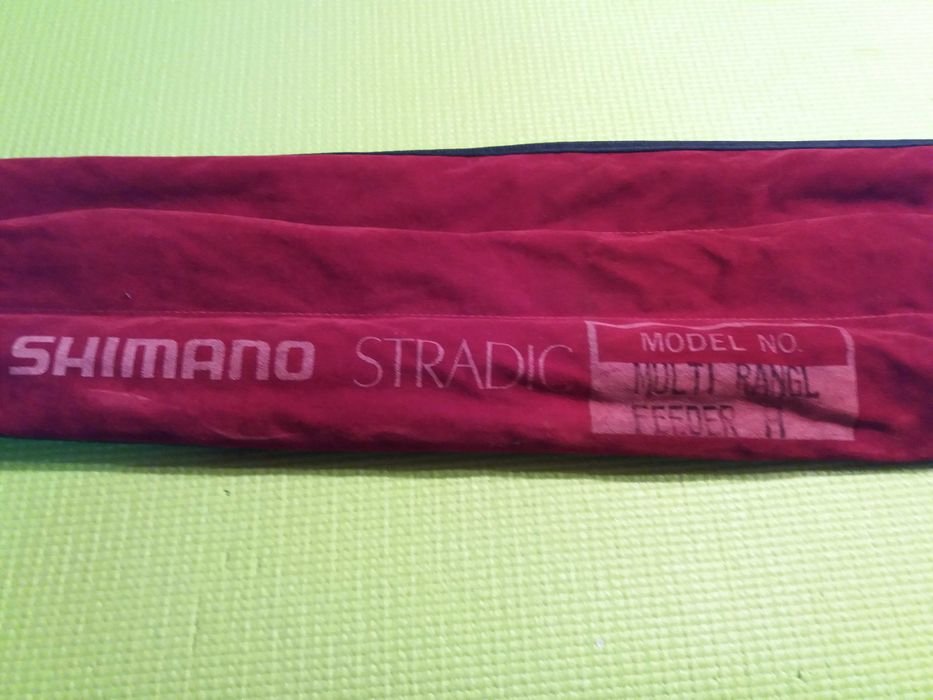 SHIMANO STRADIC
MODEL NO.
MULTI RANGE
FEEDER H